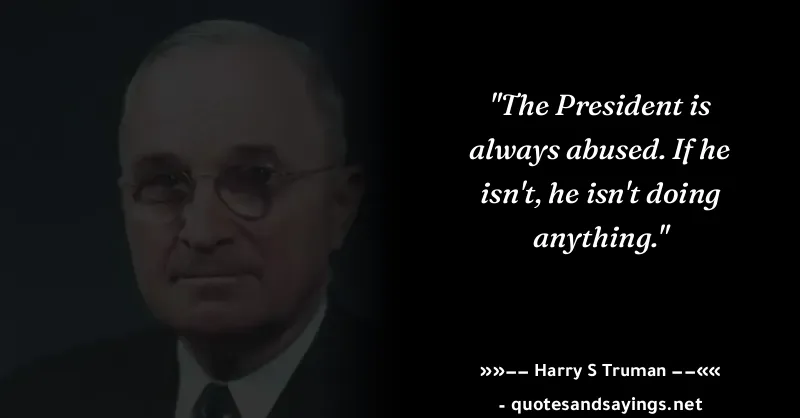 "The President is
always abused. If he
isn't, he isn't doing
anything."
»»–– Harry S Truman ––««
- quotesandsayings.net